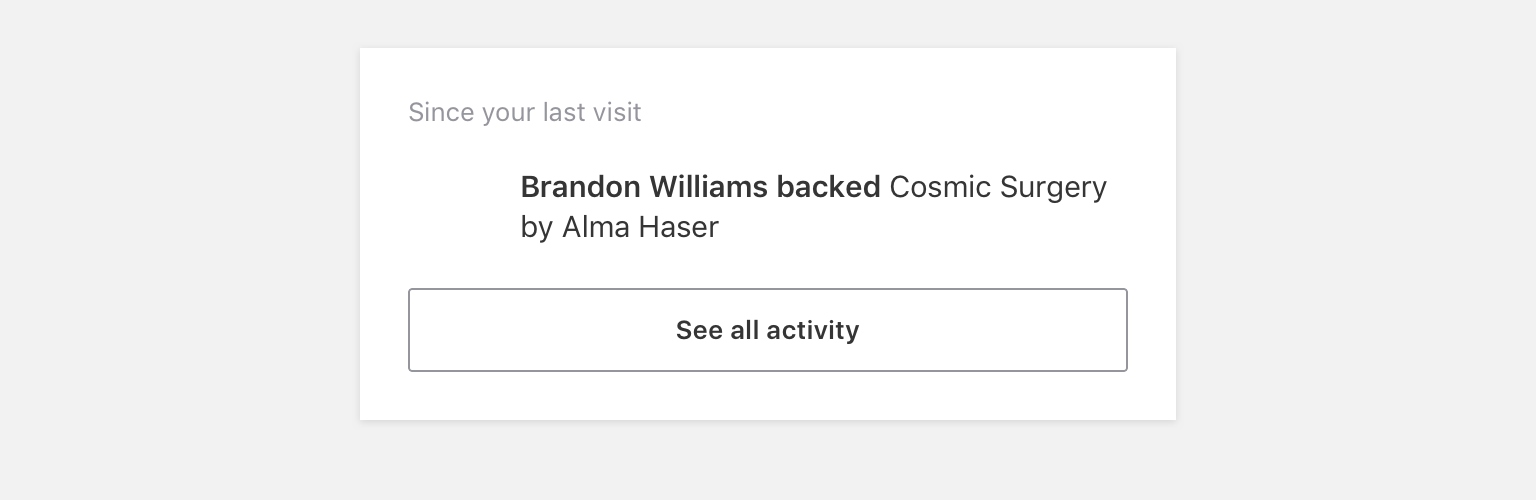 Since your last visit
Brandon Williams backed Cosmic Surgery
by Alma Haser
See all activity